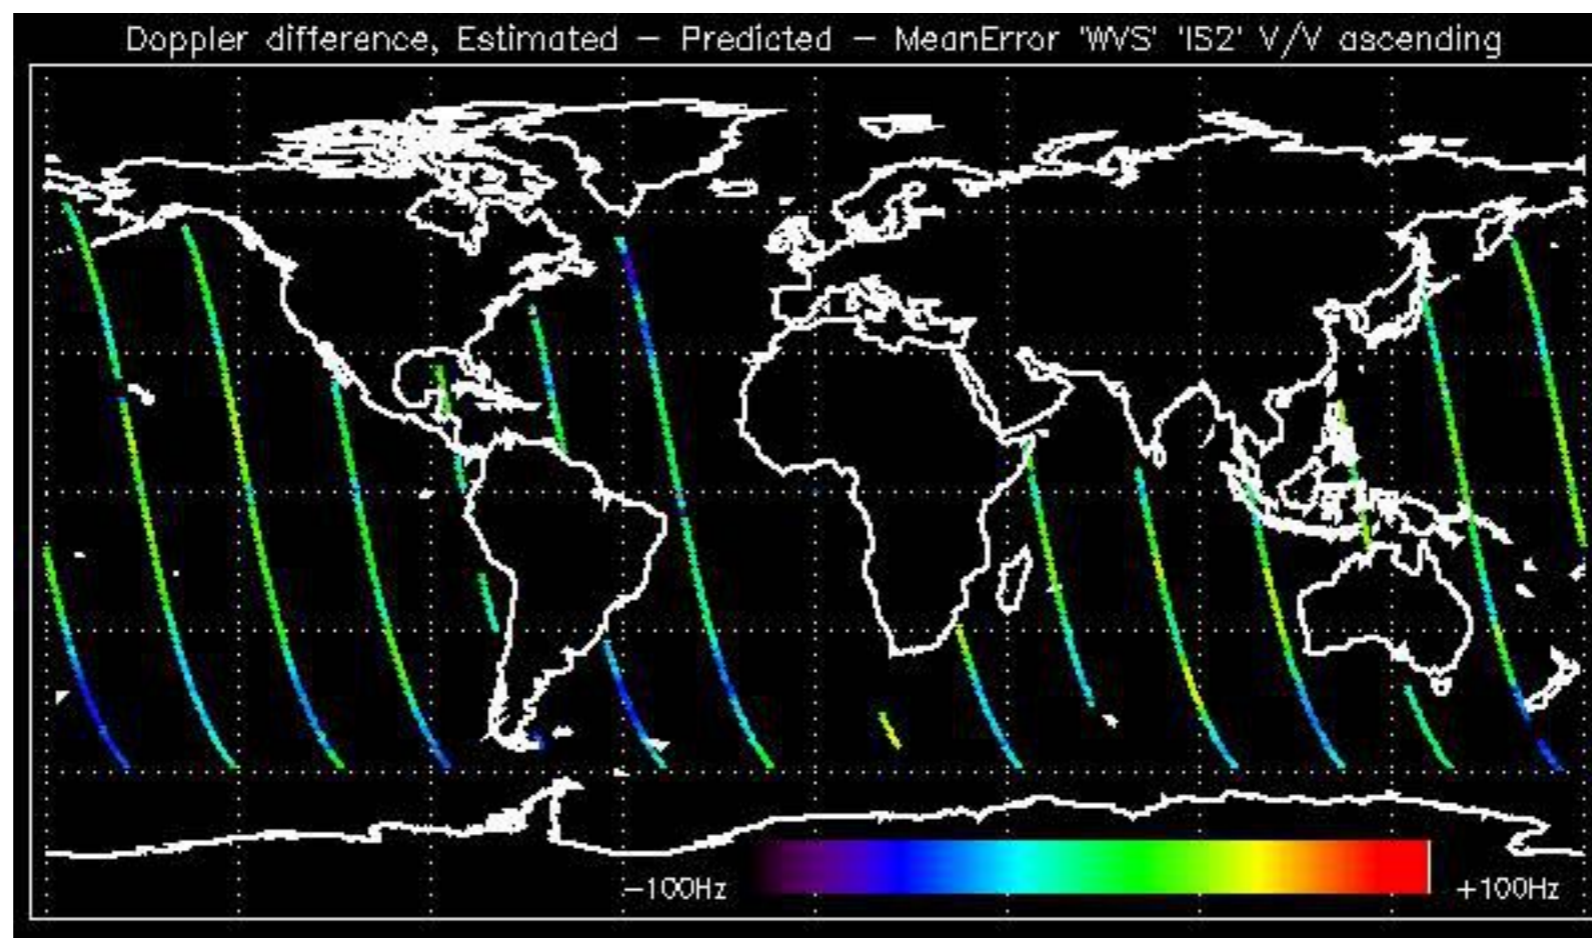 Doppler difference, Estimated – Predicted – MeanError 'WVS' 'IS2' V/V ascending
–100Hz
+100Hz